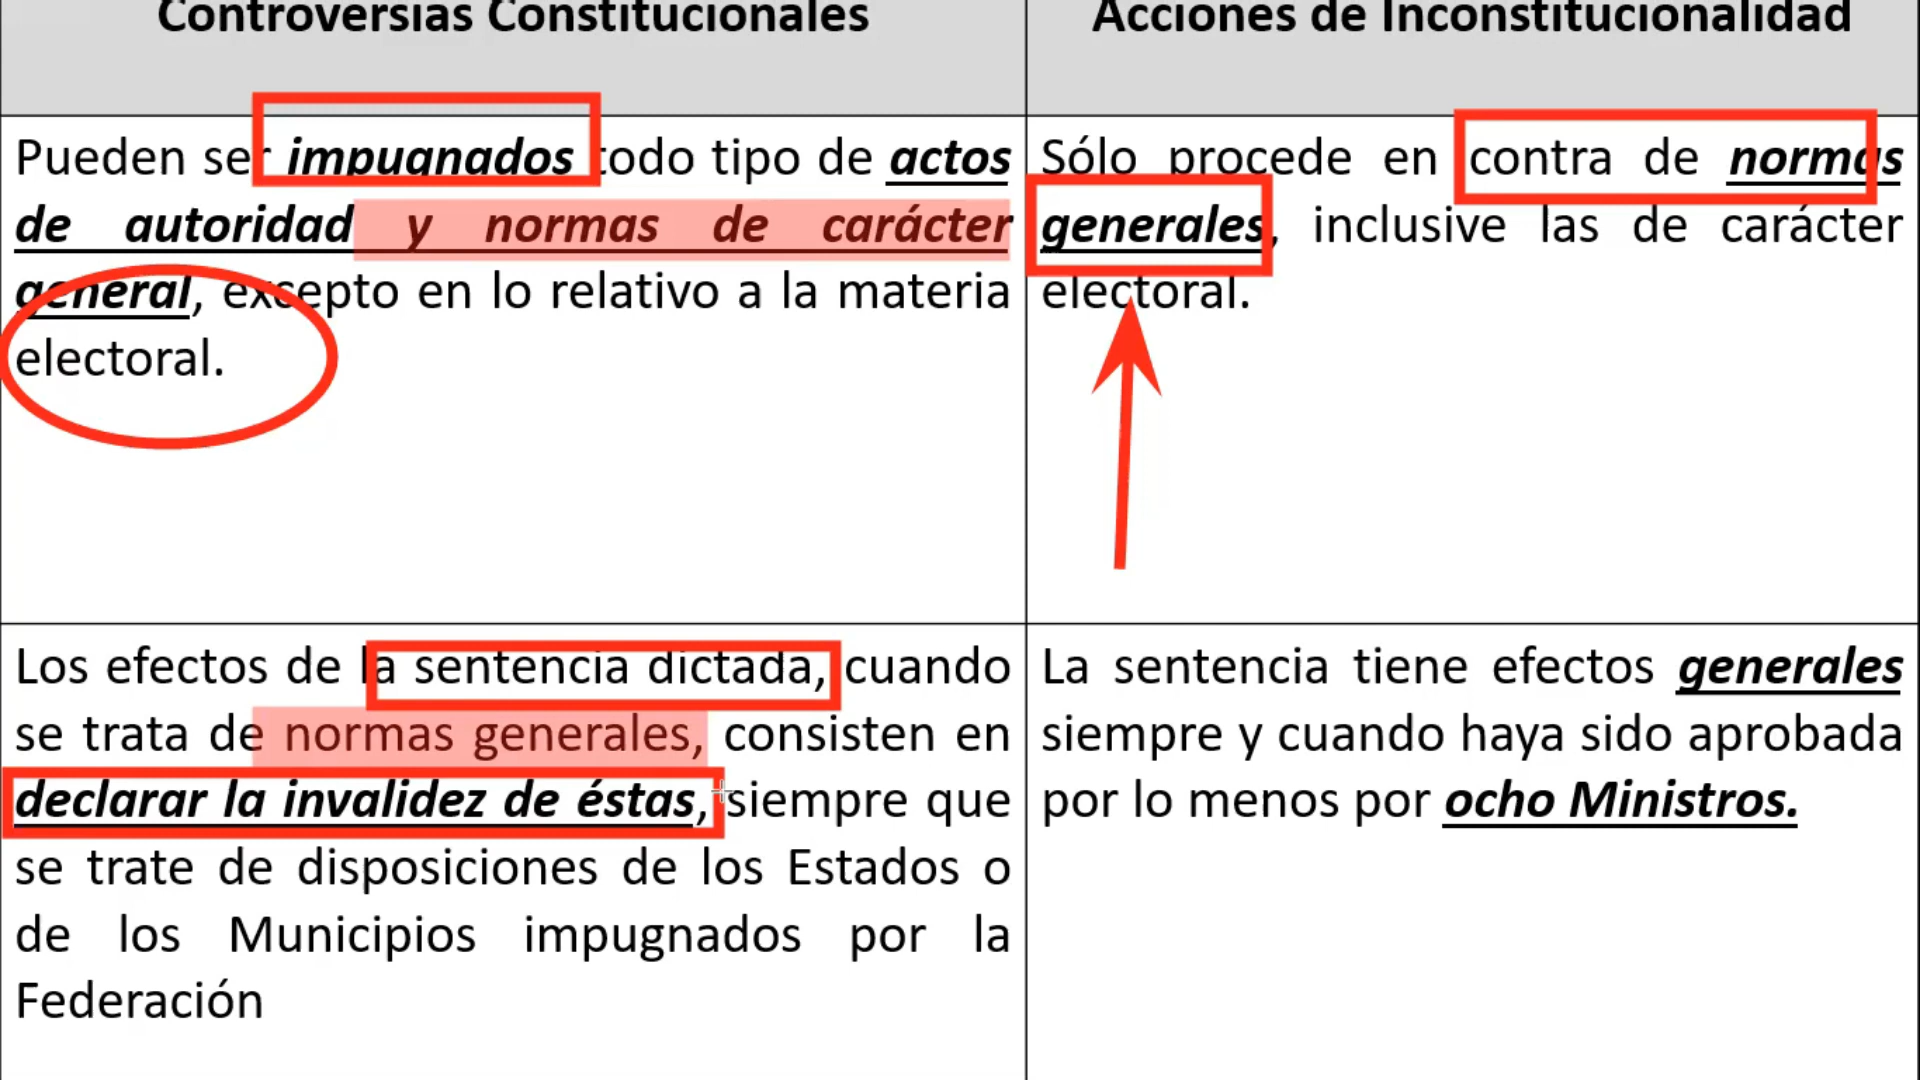 Controversias Constitucionales
Pueden ser impugnados todo tipo de actos
de autoridad y normas de carácter
general, excepto en lo relativo a la materia
electoral.
Los efectos de la sentencia dictada, cuando
se trata de normas generales, consisten en
declarar la invalidez de éstas, siempre que
se trate de disposiciones de los Estados o
de los Municipios impugnados por la
Federación
Acciones de Inconstitucionalidad
Sólo procede en contra de normas
generales, inclusive las de carácter
electoral.
La sentencia tiene efectos generales
siempre y cuando haya sido aprobada
por lo menos por ocho Ministros.